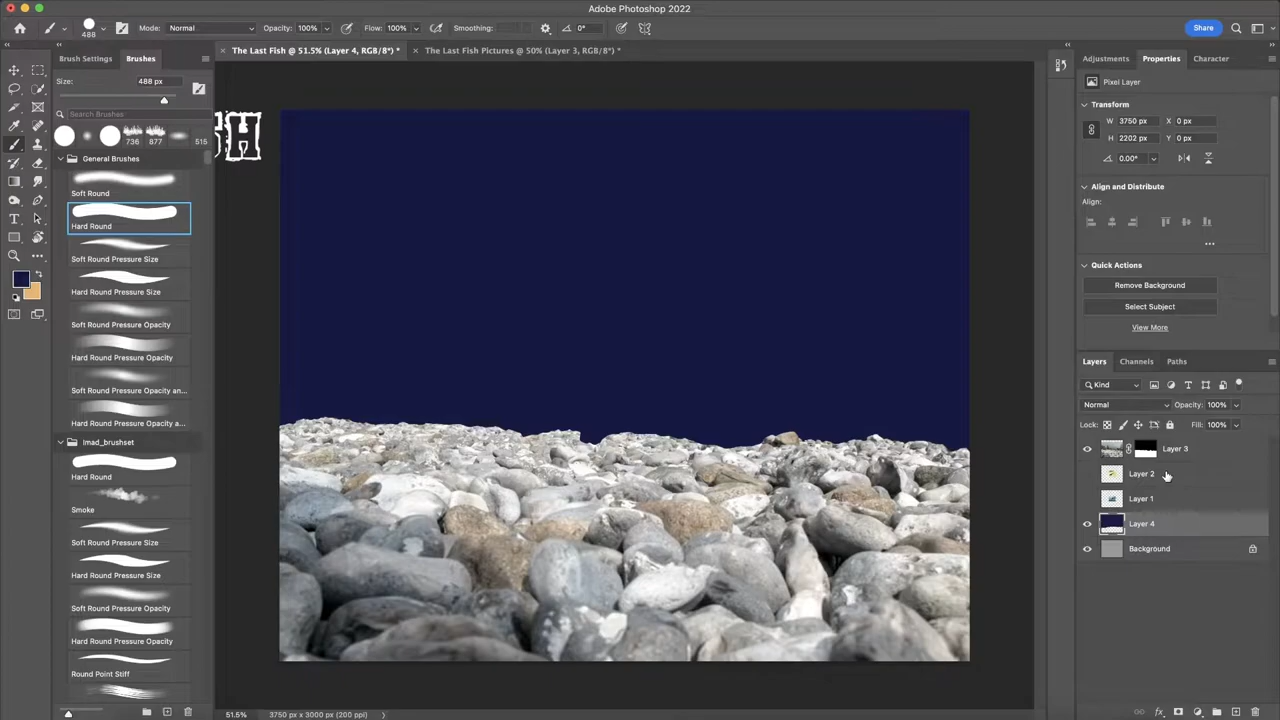 Adobe Photoshop 2022
488
Mode: Normal
Opacity: 100%
Flow: 100%
Smoothing:
0°
Share
The Last Fish @ 51.5% (Layer 4, RGB/8*) *
The Last Fish Pictures @ 50% (Layer 3, RGB/8*) *
Brush Settings
Brushes
Size:
488 px
Search Brushes
736
877
515
General Brushes
Soft Round
Hard Round
Soft Round Pressure Size
Hard Round Pressure Size
Soft Round Pressure Opacity
Hard Round Pressure Opacity
Soft Round Pressure Opacity an...
Hard Round Pressure Opacity a...
Imad_brushset
Hard Round
Smoke
Soft Round Pressure Size
Hard Round Pressure Size
Soft Round Pressure Opacity
Hard Round Pressure Opacity
Round Point Stiff
H
51.5%
3750 px x 3000 px (200 ppi)
Adjustments
Properties
Character
Pixel Layer
Transform
W 3750 px X 0 px
H 2202 px Y 0 px
0.00°
Align and Distribute
Align:
Quick Actions
Remove Background
Select Subject
View More
Layers
Channels
Paths
Kind
Normal
Opacity: 100%
Lock:
Fill: 100%
Layer 3
Layer 2
Layer 1
Layer 4
Background
fx